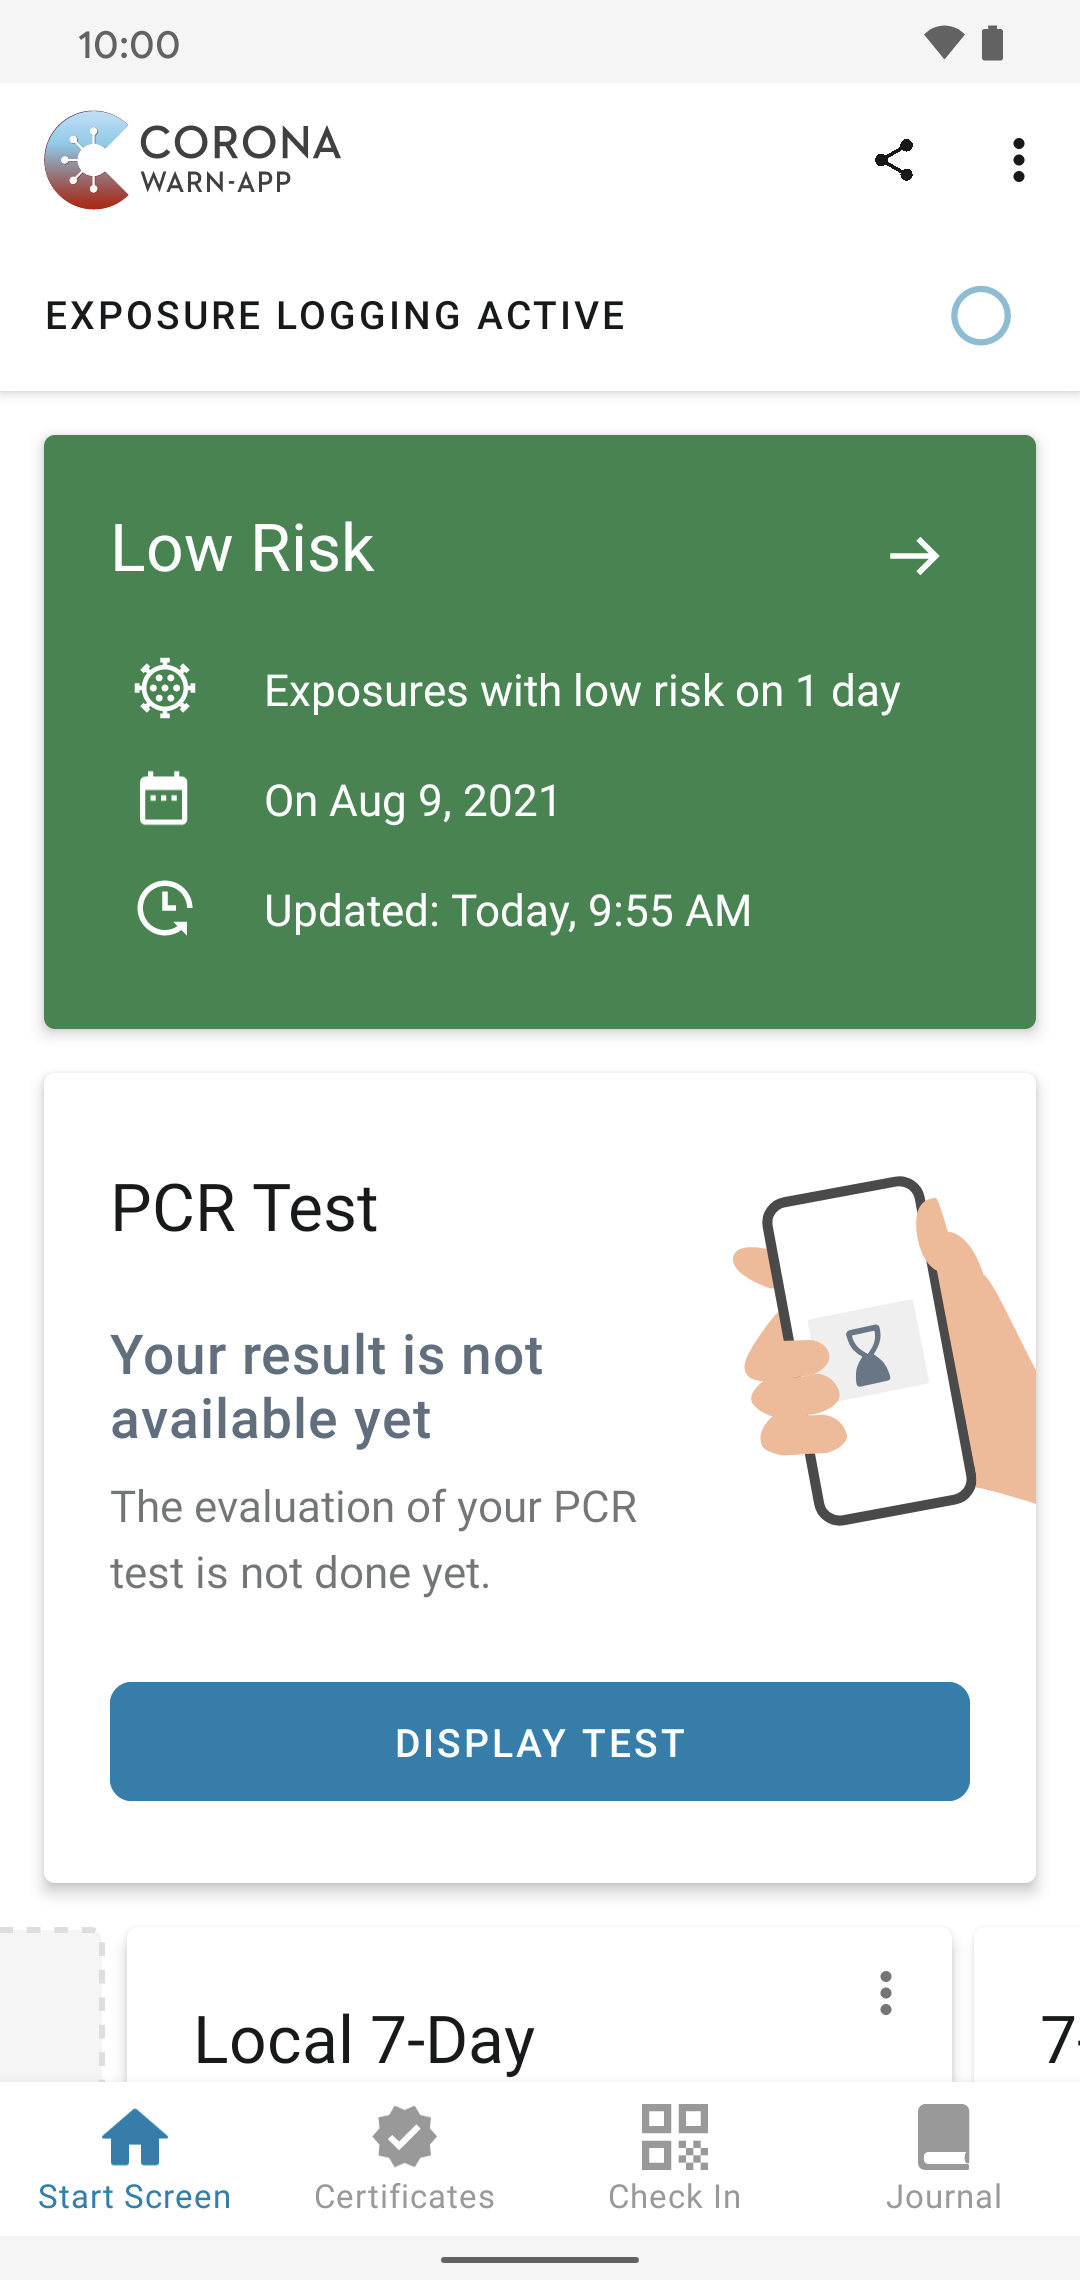 10:00
CORONA
WARN-APP
EXPOSURE LOGGING ACTIVE
Low Risk
Exposures with low risk on 1 day
On Aug 9, 2021
Updated: Today, 9:55 AM
PCR Test
Your result is not
available yet
The evaluation of your PCR
test is not done yet.
DISPLAY TEST
Local 7-Day
7-
Start Screen
Certificates
Check In
Journal